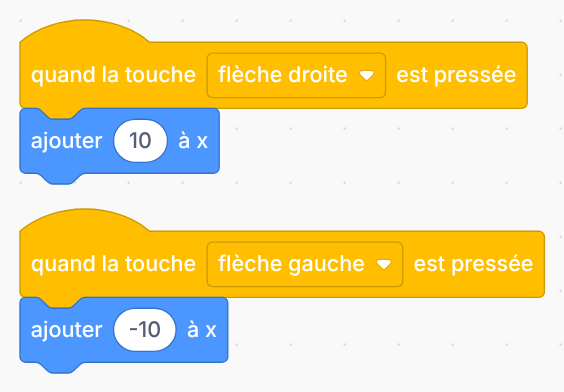 quand la touche flèche droite est pressée
ajouter 10 à x
quand la touche flèche gauche est pressée
ajouter -10 à x